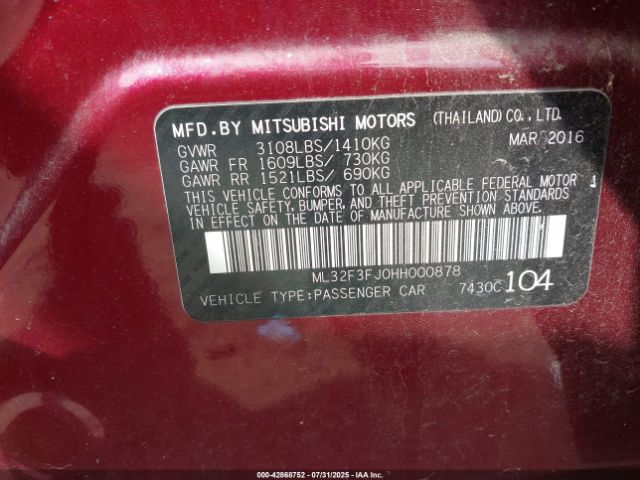 MFD.BY MITSUBISHI MOTORS (THAILAND)CO.,LTD.
GVWR 3108LBS/1410KG MAR 2016
GAWR FR 1609LBS/ 730KG
GAWR RR 1521LBS/ 690KG
THIS VEHICLE CONFORMS TO ALL APPLICABLE FEDERAL MOTOR
VEHICLE SAFETY, BUMPER, AND THEFT PREVENTION STANDARDS
IN EFFECT ON THE DATE OF MANUFACTURE SHOWN ABOVE.
ML32F3FJ0HH000878
VEHICLE TYPE:PASSENGER CAR 7430C 104
000-42868752 | 07/31/2025 | IAAI.COM